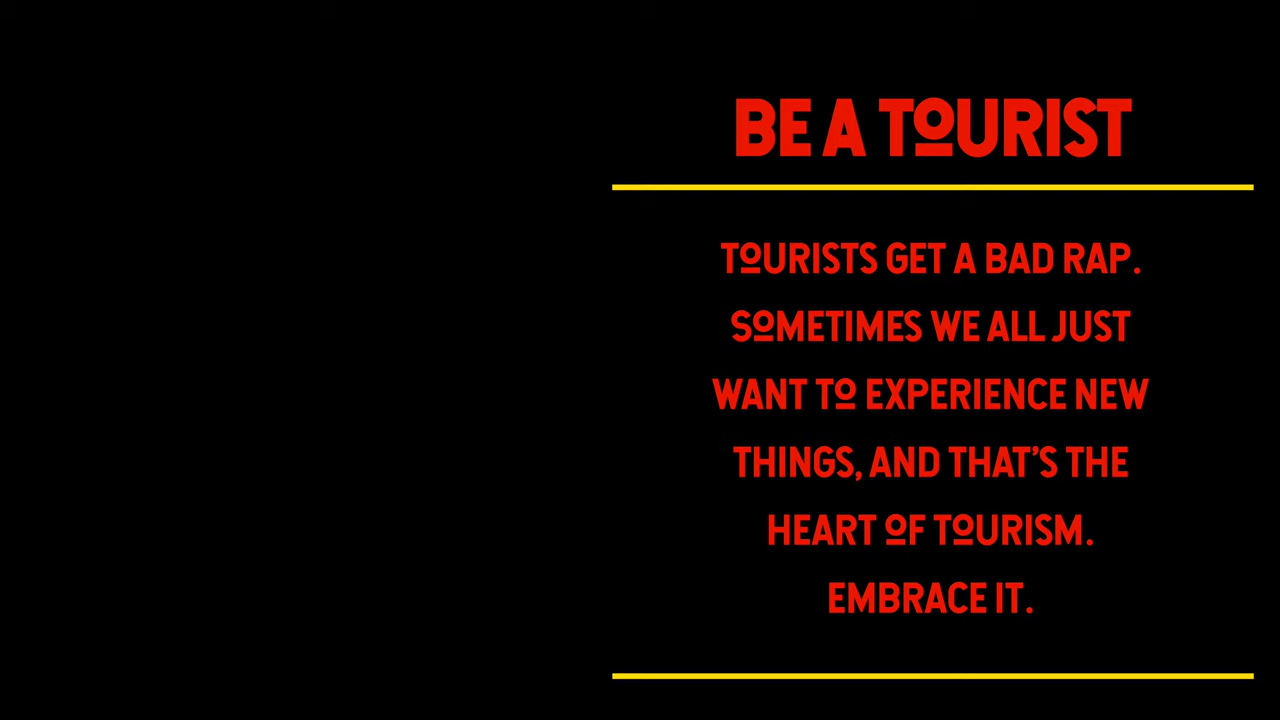 BE A TOURIST
TOURISTS GET A BAD RAP.
SOMETIMES WE ALL JUST
WANT TO EXPERIENCE NEW
THINGS, AND THAT’S THE
HEART OF TOURISM.
EMBRACE IT.